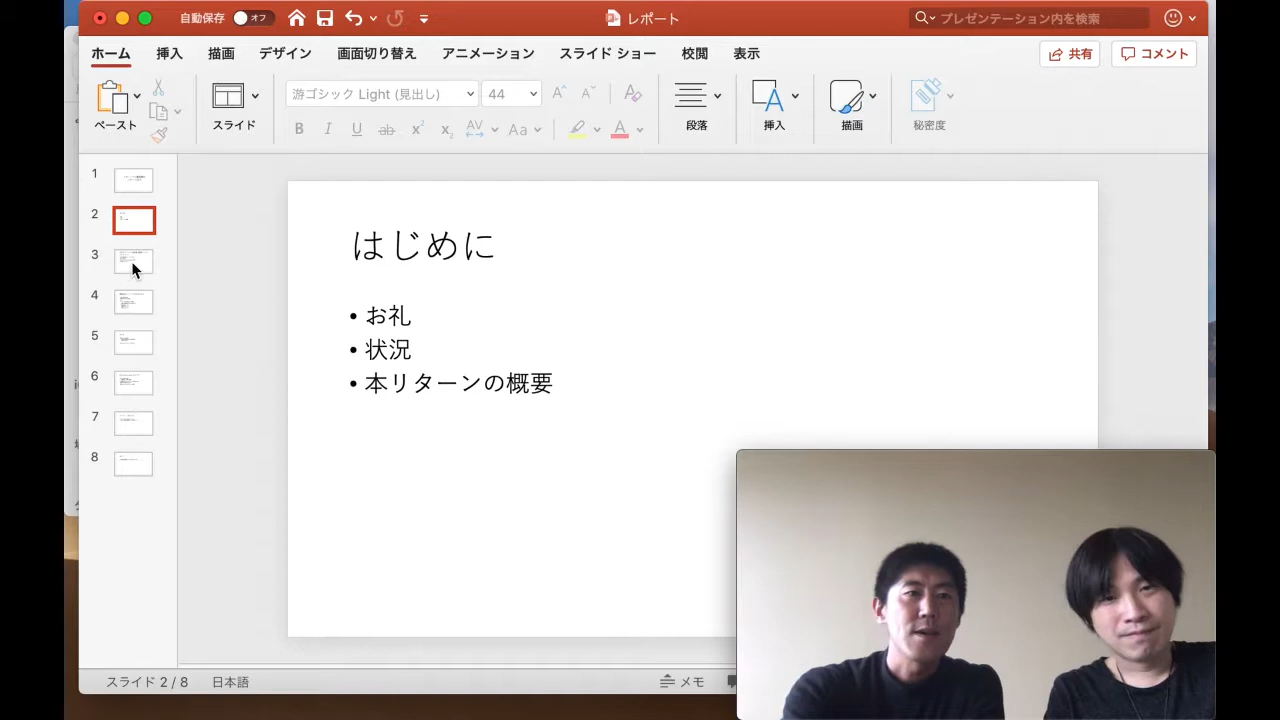 自動保存 オフ
レポート
プレゼンテーション内を検索
ホーム 挿入 描画 デザイン 画面切り替え アニメーション スライド ショー 校閲 表示 共有 コメント
ペースト スライド 游ゴシック Light (見出し) 44 段落 挿入 描画 秘密度
B I U ab x² x₂ AV Aa A
1
2
3
4
5
6
7
8
はじめに
• お礼
• 状況
• 本リターンの概要
スライド 2 / 8 日本語 メモ